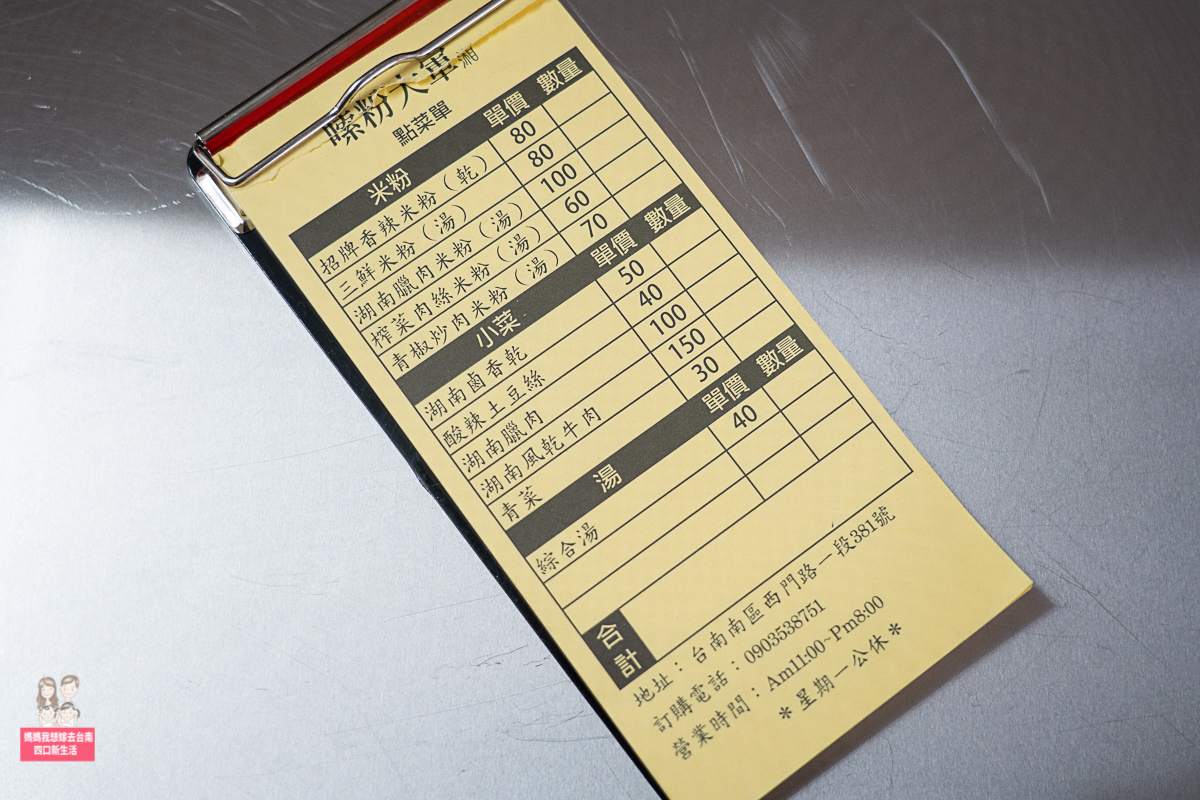 嗦粉大軍 湘
點菜單
米粉 單價 數量
招牌香辣米粉（乾） 80
三鮮米粉（湯） 80
湖南臘肉米粉（湯） 100
榨菜肉絲米粉（湯） 60
青椒炒肉米粉（湯） 70
小菜 單價 數量
湖南鹵香乾 50
酸辣土豆絲 40
湖南臘肉 100
湖南風乾牛肉 150
青菜 30
湯 單價 數量
綜合湯 40
合計
地址：台南南區西門路一段381號
訂購電話：0903538751
營業時間：Am11:00~Pm8:00
＊星期一公休＊
媽媽我想嫁去台南
四口新生活